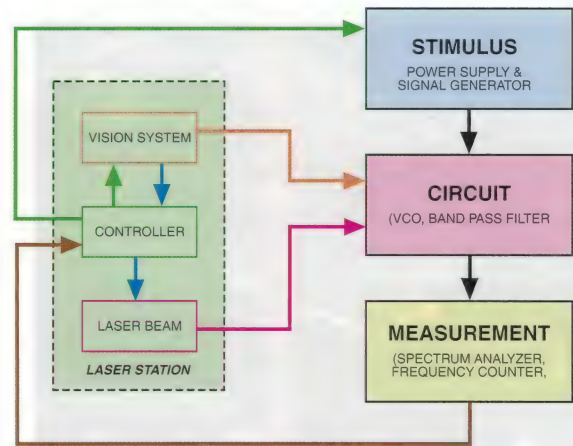 STIMULUS
POWER SUPPLY &
SIGNAL GENERATOR
VISION SYSTEM
CONTROLLER
LASER BEAM
LASER STATION
CIRCUIT
(VCO, BAND PASS FILTER
MEASUREMENT
(SPECTRUM ANALYZER,
FREQUENCY COUNTER,